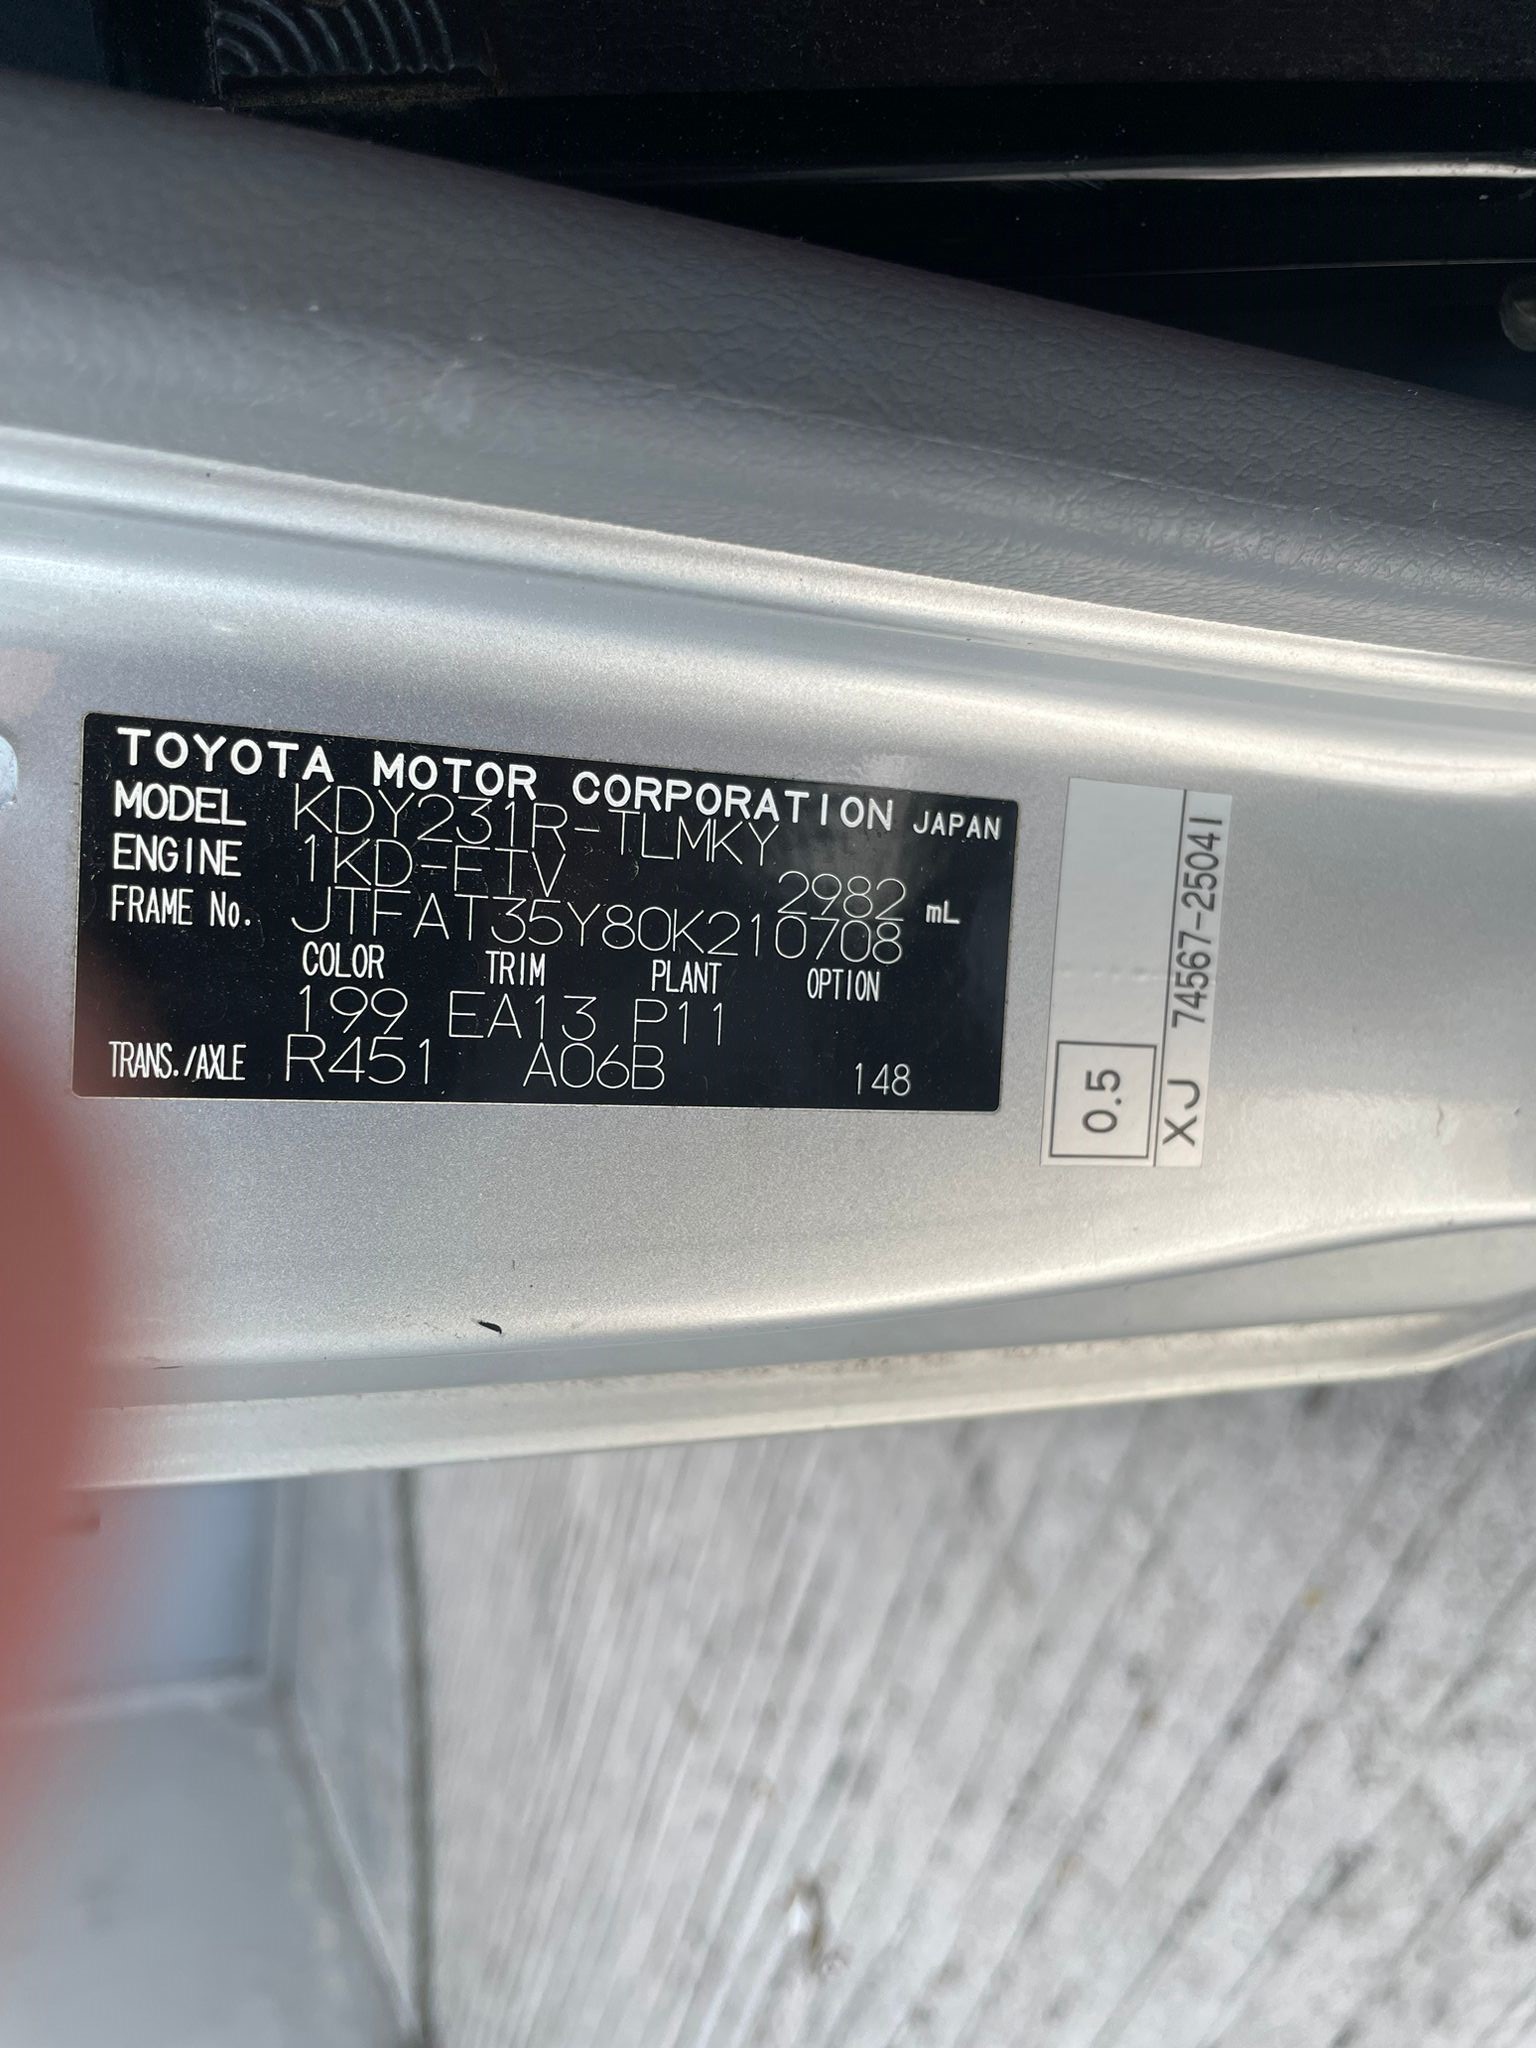 TOYOTA MOTOR CORPORATION JAPAN
MODEL KDY231R-TLMKY
ENGINE 1KD-FTV 2982 mL
FRAME No. JTFAT35Y80K210708
COLOR TRIM PLANT OPTION
199 EA13 P11
TRANS./AXLE R451 A06B 148
0.5
XJ 74567-25041